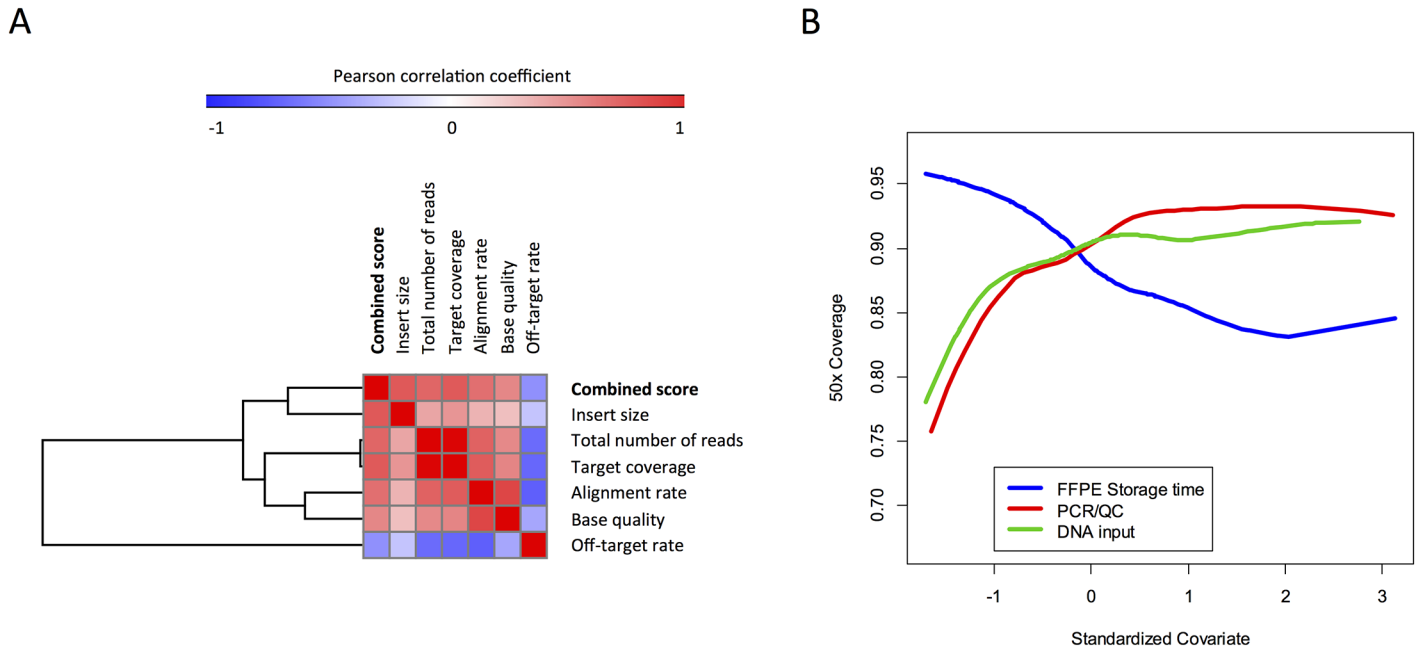 A
Pearson correlation coefficient
-1 0 1
Combined score
Insert size
Total number of reads
Target coverage
Alignment rate
Base quality
Off-target rate
Combined score
Insert size
Total number of reads
Target coverage
Alignment rate
Base quality
Off-target rate
B
50x Coverage
0.95
0.90
0.85
0.80
0.75
0.70
FFPE Storage time
PCR/QC
DNA input
-1 0 1 2 3
Standardized Covariate